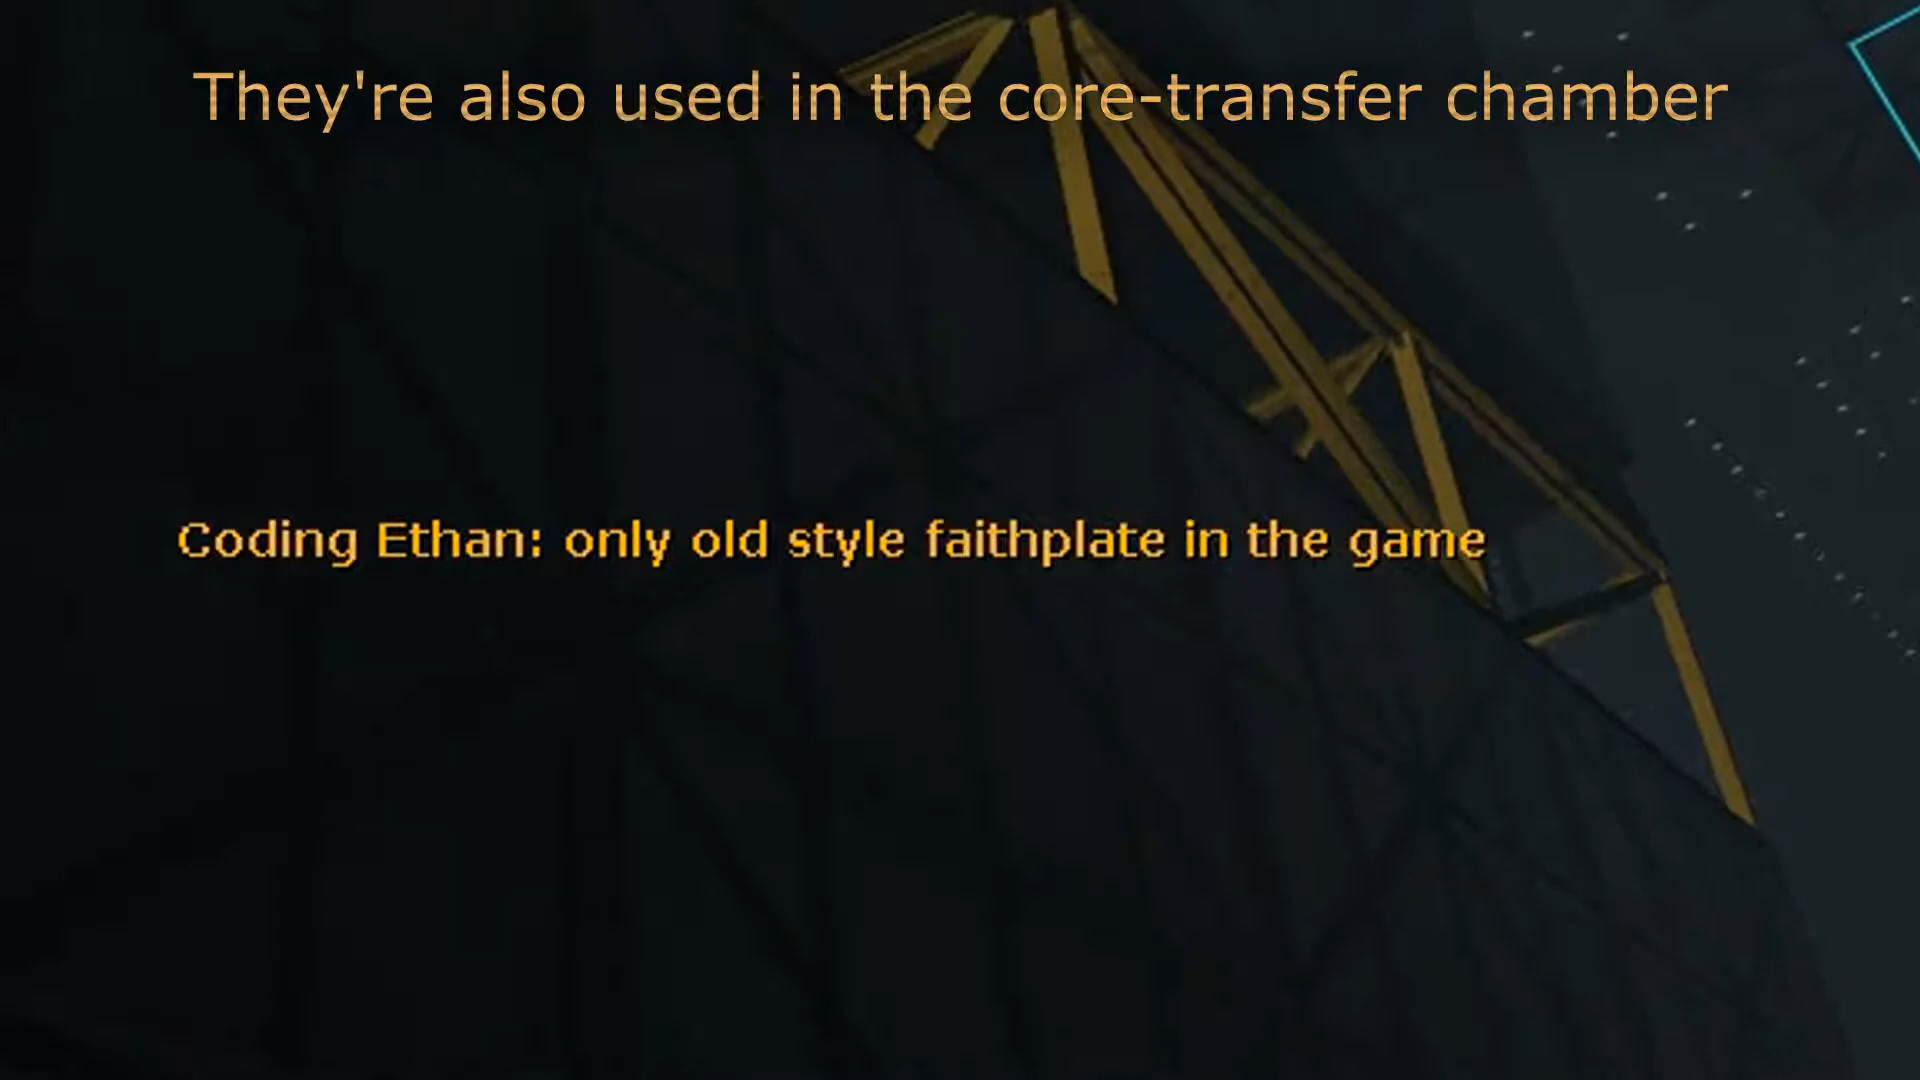 They're also used in the core-transfer chamber
Coding Ethan: only old style faithplate in the game